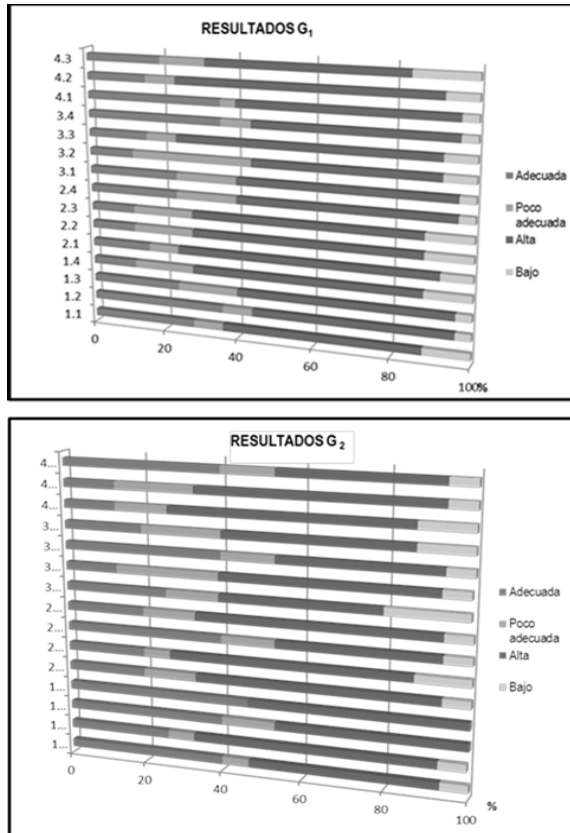 RESULTADOS G1
4.3
4.2
4.1
3.4
3.3
3.2
3.1
2.4
2.3
2.2
2.1
1.4
1.3
1.2
1.1
0 20 40 60 80 100%
Adecuada
Poco
adecuada
Alta
Bajo
RESULTADOS G 2
4...
4...
4...
3...
3...
3...
3...
2...
2...
2...
2...
1...
1...
1...
1...
0 20 40 60 80 100 %
Adecuada
Poco
adecuada
Alta
Bajo